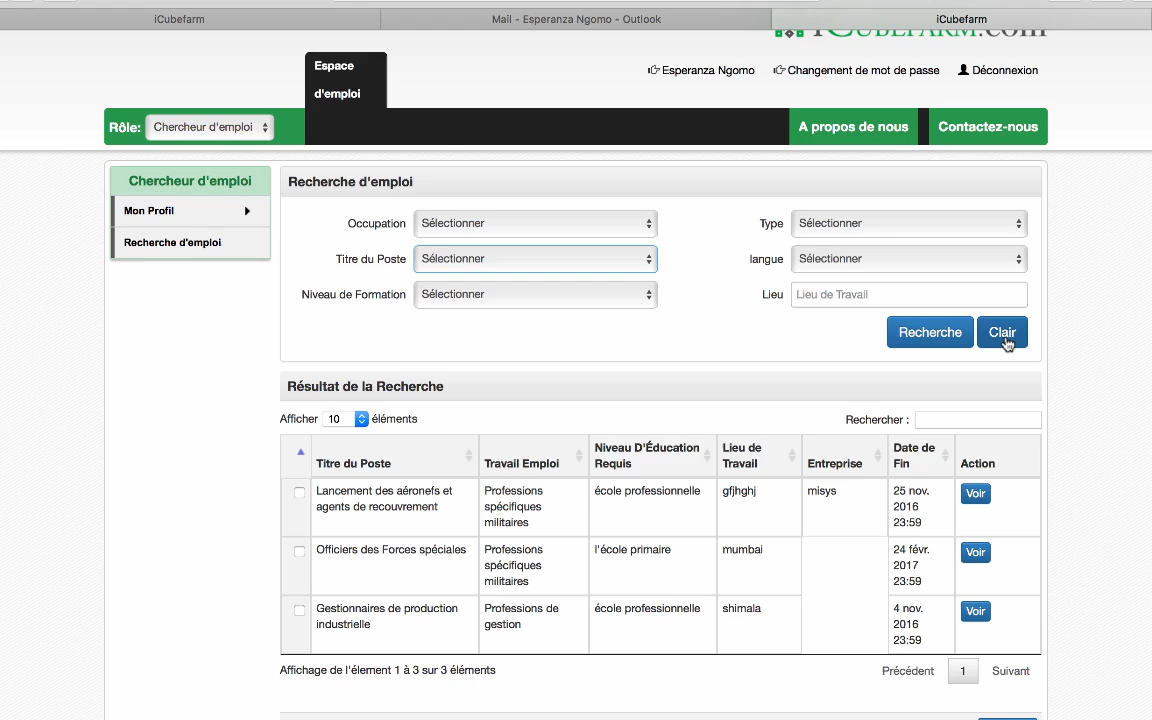 iCubefarm
Mail - Esperanza Ngomo - Outlook
iCubefarm
iCubefarm.com
Espace
d'emploi
Esperanza Ngomo
Changement de mot de passe
Déconnexion
Rôle:
Chercheur d'emploi
A propos de nous
Contactez-nous
Chercheur d'emploi
Mon Profil
Recherche d'emploi
Recherche d'emploi
Occupation
Sélectionner
Type
Sélectionner
Titre du Poste
Sélectionner
langue
Sélectionner
Niveau de Formation
Sélectionner
Lieu
Lieu de Travail
Recherche
Clair
Résultat de la Recherche
Afficher 10 éléments
Rechercher :
Titre du Poste
Travail Emploi
Niveau D'Éducation
Requis
Lieu de
Travail
Entreprise
Date de
Fin
Action
Lancement des aéronefs et
agents de recouvrement
Professions
spécifiques
militaires
école professionnelle
gfjhghj
misys
25 nov.
2016
23:59
Voir
Officiers des Forces spéciales
Professions
spécifiques
militaires
l'école primaire
mumbai
24 févr.
2017
23:59
Voir
Gestionnaires de production
industrielle
Professions de
gestion
école professionnelle
shimala
4 nov.
2016
23:59
Voir
Affichage de l'élement 1 à 3 sur 3 éléments
Précédent
1
Suivant